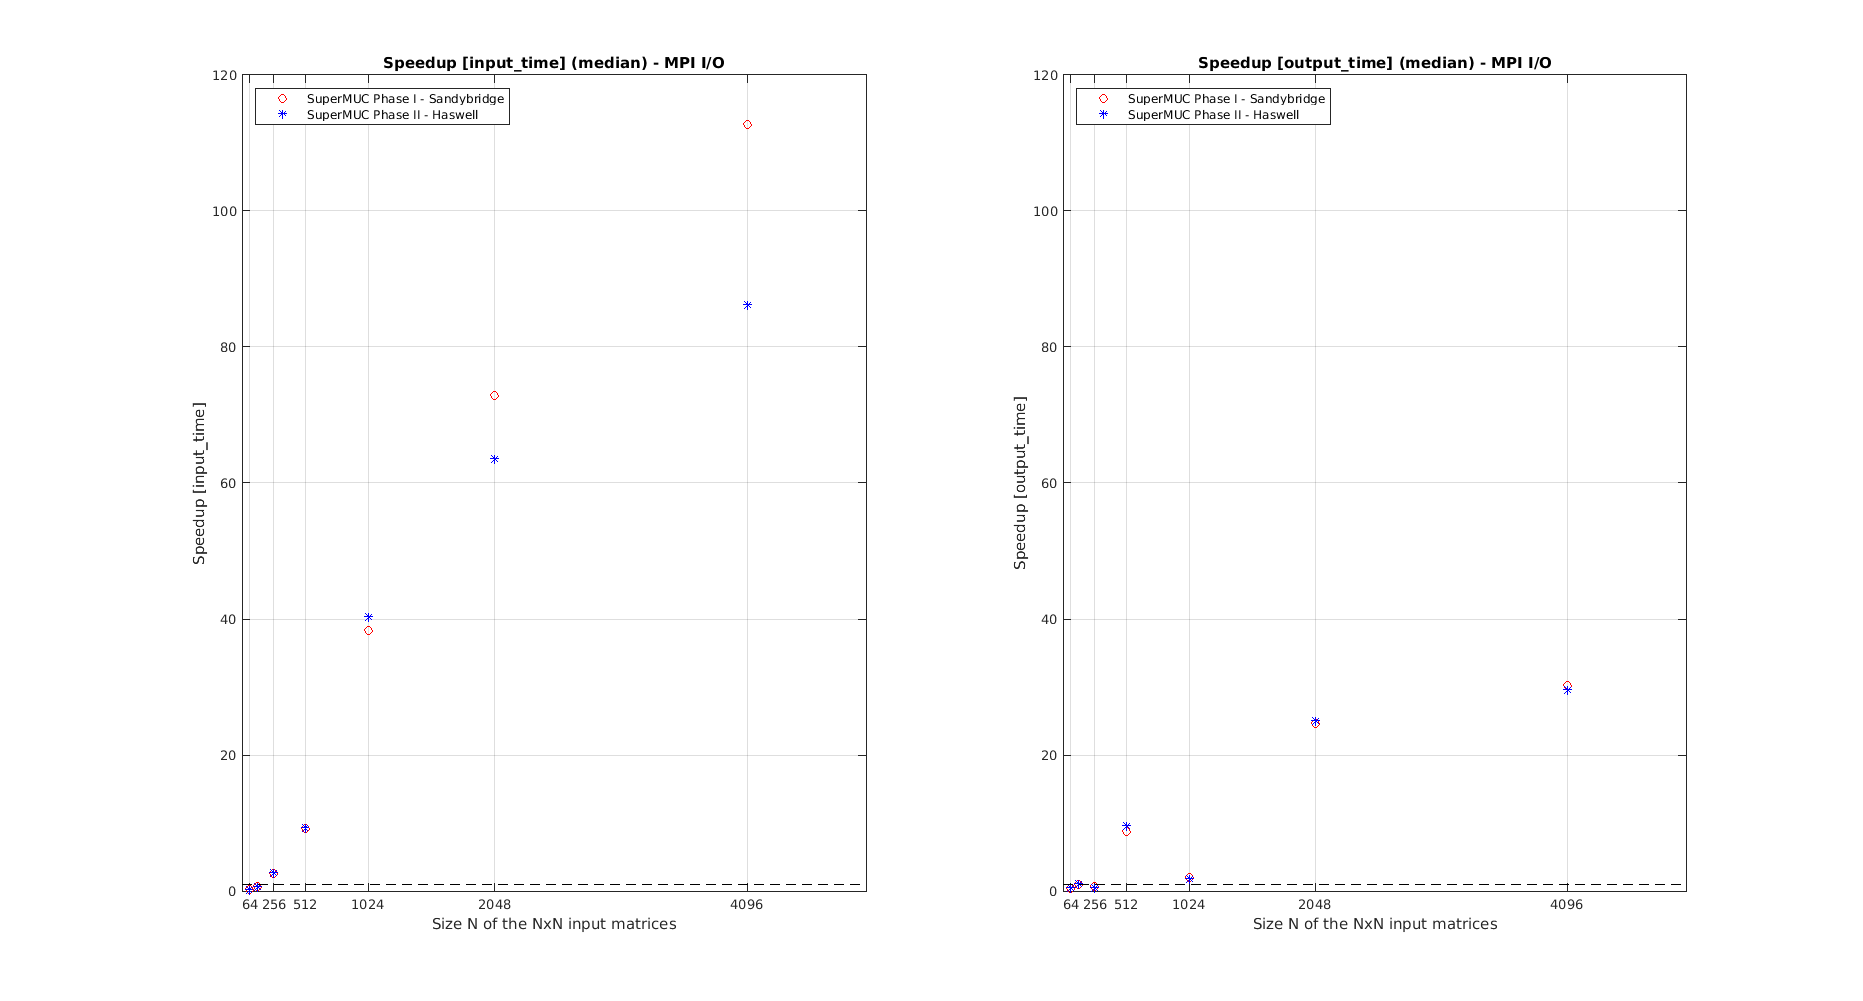 Speedup [input_time] (median) - MPI I/O
SuperMUC Phase I - Sandybridge
SuperMUC Phase II - Haswell
120
100
80
60
40
20
0
Speedup [input_time]
64 256 512 1024 2048 4096
Size N of the NxN input matrices
Speedup [output_time] (median) - MPI I/O
SuperMUC Phase I - Sandybridge
SuperMUC Phase II - Haswell
120
100
80
60
40
20
0
Speedup [output_time]
64 256 512 1024 2048 4096
Size N of the NxN input matrices